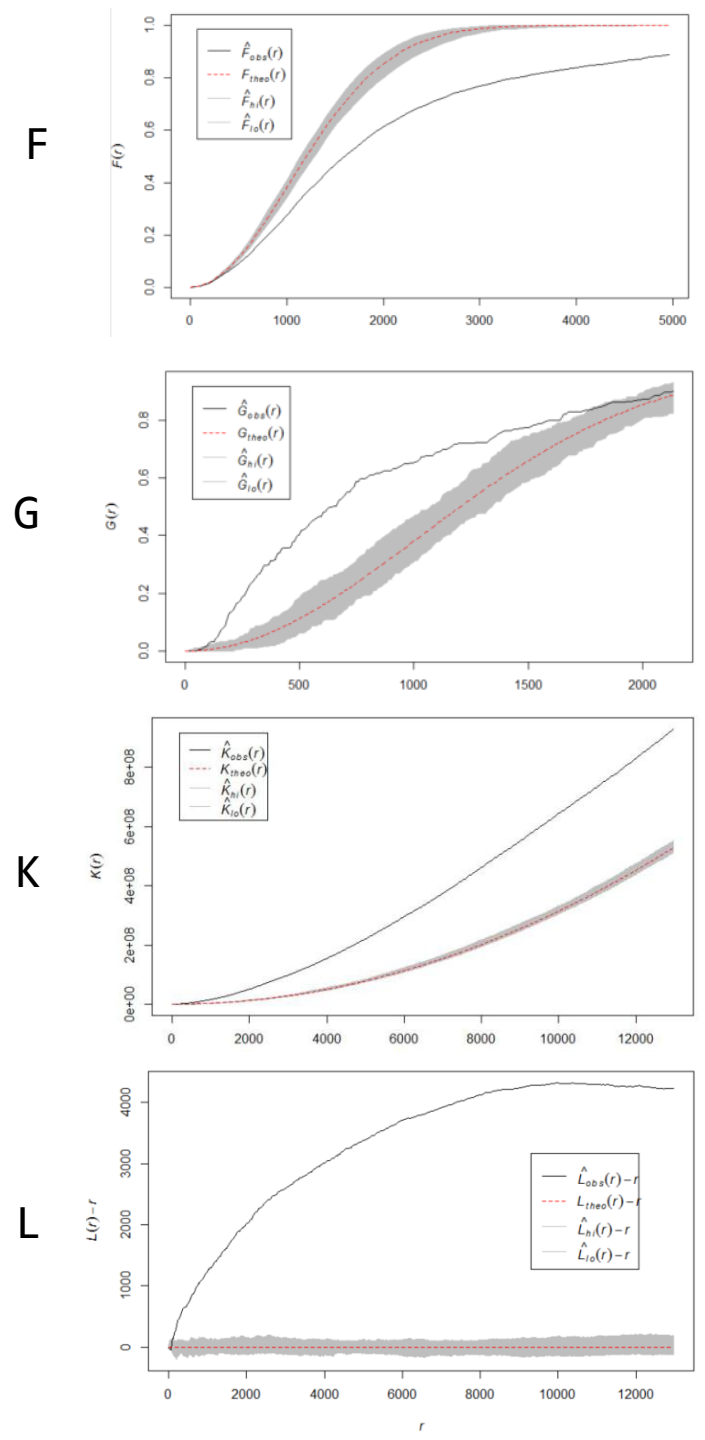 F
F(r)
0.0 0.2 0.4 0.6 0.8 1.0
F̂obs(r)
Ftheo(r)
F̂hi(r)
F̂lo(r)
0 1000 2000 3000 4000 5000
G
G(r)
0.0 0.2 0.4 0.6 0.8
Ĝobs(r)
Gtheo(r)
Ĝhi(r)
Ĝlo(r)
0 500 1000 1500 2000
K
K(r)
0e+00 2e+08 4e+08 6e+08 8e+08
K̂obs(r)
Ktheo(r)
K̂hi(r)
K̂lo(r)
0 2000 4000 6000 8000 10000 12000
L
L(r)−r
0 1000 2000 3000 4000
L̂obs(r)−r
Ltheo(r)−r
L̂hi(r)−r
L̂lo(r)−r
0 2000 4000 6000 8000 10000 12000
r